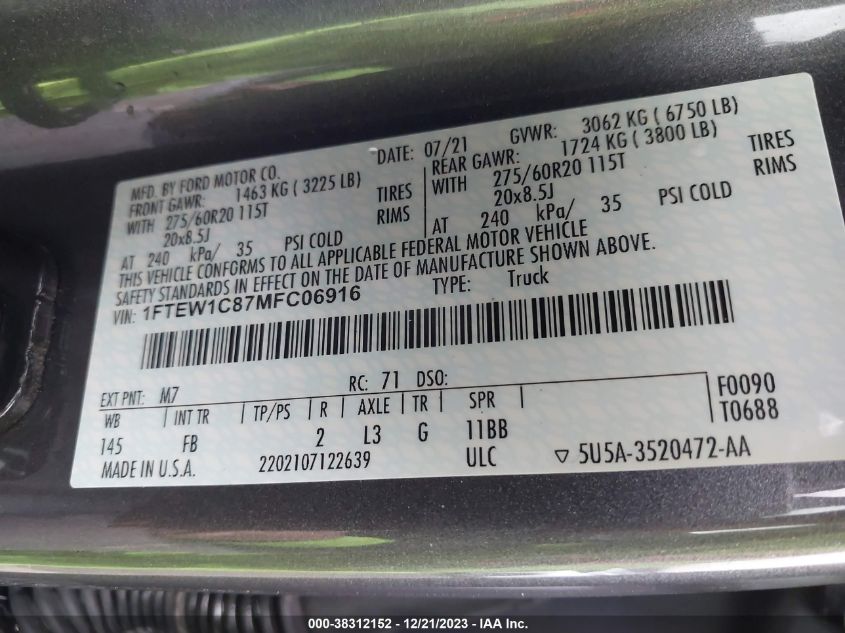 MFD. BY FORD MOTOR CO.
DATE: 07/21
GVWR: 3062 KG ( 6750 LB)
FRONT GAWR: 1463 KG ( 3225 LB)
REAR GAWR: 1724 KG ( 3800 LB)
WITH 275/60R20 115T TIRES
WITH 275/60R20 115T TIRES
20x8.5J RIMS
20x8.5J RIMS
AT 240 kPa/ 35 PSI COLD
AT 240 kPa/ 35 PSI COLD
THIS VEHICLE CONFORMS TO ALL APPLICABLE FEDERAL MOTOR VEHICLE
SAFETY STANDARDS IN EFFECT ON THE DATE OF MANUFACTURE SHOWN ABOVE.
VIN: 1FTEW1C87MFC06916
TYPE: Truck
EXT PNT: M7 RC: 71 DSO:
WB | INT TR | TP/PS | R | AXLE | TR | SPR |
F0090
T0688
145 FB 2 L3 G 11BB
MADE IN U.S.A. 2202107122639 ULC ▽ 5U5A-3520472-AA
000-38312152 - 12/21/2023 - IAA Inc.